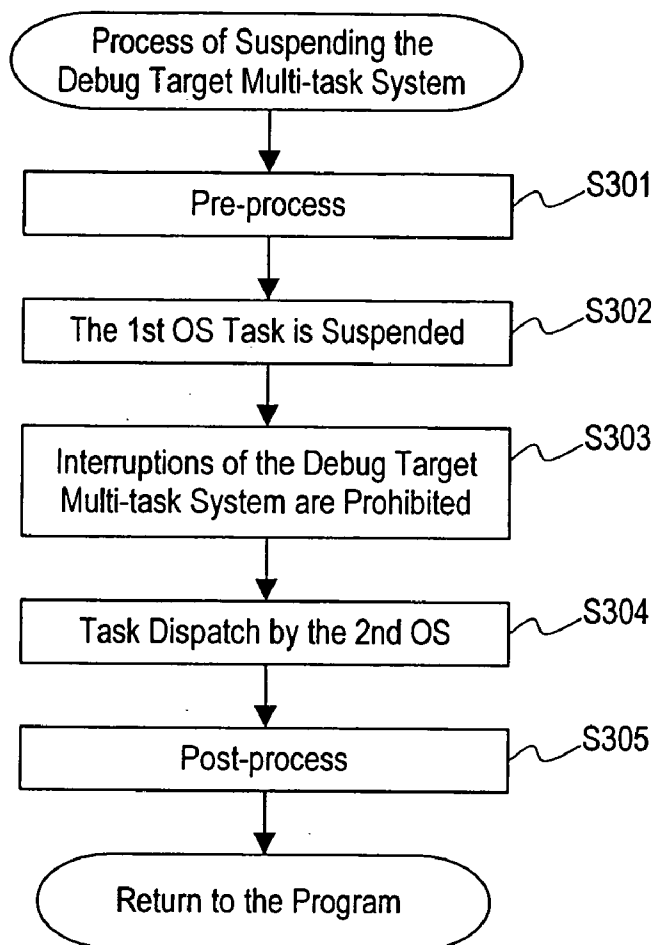 Process of Suspending the
Debug Target Multi-task System
S301
Pre-process
S302
The 1st OS Task is Suspended
S303
Interruptions of the Debug Target
Multi-task System are Prohibited
S304
Task Dispatch by the 2nd OS
S305
Post-process
Return to the Program